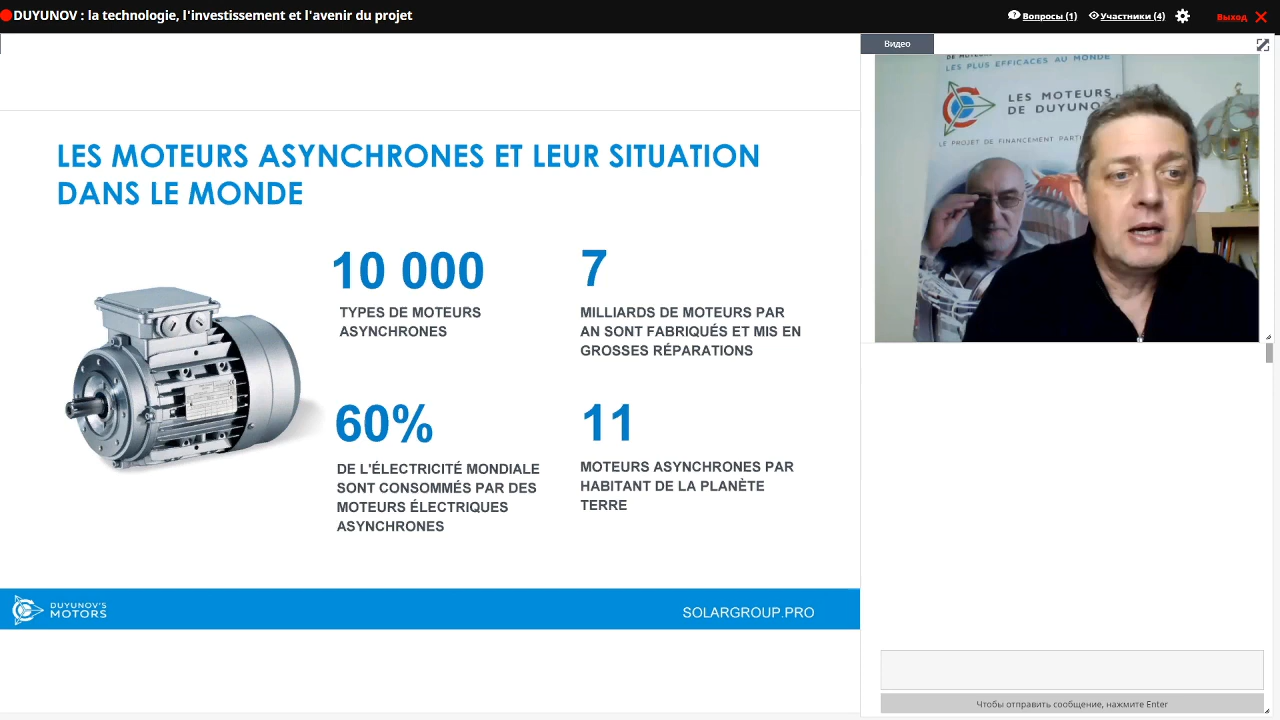 DUYUNOV : la technologie, l'investissement et l'avenir du projet
Вопросы (1)
Участники (4)
Выход
LES MOTEURS ASYNCHRONES ET LEUR SITUATION
DANS LE MONDE
10 000
TYPES DE MOTEURS
ASYNCHRONES
7
MILLIARDS DE MOTEURS PAR
AN SONT FABRIQUÉS ET MIS EN
GROSSES RÉPARATIONS
60%
DE L'ÉLECTRICITÉ MONDIALE
SONT CONSOMMÉS PAR DES
MOTEURS ÉLECTRIQUES
ASYNCHRONES
11
MOTEURS ASYNCHRONES PAR
HABITANT DE LA PLANÈTE
TERRE
DUYUNOV'S
MOTORS
SOLARGROUP.PRO
Видео
LES PLUS EFFICACES AU MONDE
LES MOTEURS
DE DUYUNO
LE PROJET DE FINANCEMENT
Чтобы отправить сообщение, нажмите Enter